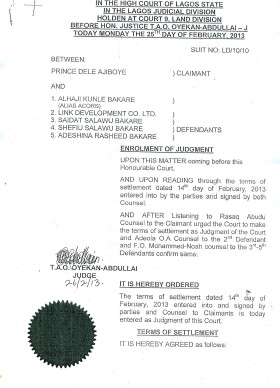 IN THE HIGH COURT OF LAGOS STATE
IN THE LAGOS JUDICIAL DIVISION
HOLDEN AT COURT 9, LAND DIVISION
BEFORE HON. JUSTICE T.A.O. OYEKAN-ABDULLAI – J
TODAY MONDAY THE 25TH DAY OF FEBRUARY, 2013
SUIT NO: LD/10/10
BETWEEN:
PRINCE DELE AJIBOYE ) CLAIMANT
AND
1. ALHAJI KUNLE BAKARE )
(ALIAS ACORS) )
2. LINK DEVELOPMENT CO. LTD. )
3. SAIDAT SALAWU BAKARE )
4. SHEFIU SALAWU BAKARE ) DEFENDANTS
5. ADESHINA RASHEED BAKARE )
ENROLMENT OF JUDGMENT
UPON THIS MATTER coming before this
Honourable Court.
AND UPON READING through the terms of
settlement dated 14th day of February, 2013
entered into by the parties and signed by both
Counsel.
AND AFTER Listening to Rasaq Abudu
Counsel to the Claimant urged the Court to make
the terms of settlement as Judgment of the Court
and Adeola O.A Counsel to the 2nd Defendant
and F.O. Mohammed-Noah counsel to the 3rd-5th
Defendants confirm same.
T.A.O. OYEKAN-ABDULLAI
JUDGE
26/2/13.
IT IS HEREBY ORDERED
The terms of settlement dated 14th day of
February, 2013 entered into and signed by
parties and Counsel to Claimants is today
entered as Judgment of this Court.
TERMS OF SETTLEMENT
IT IS HEREBY AGREED as follows: